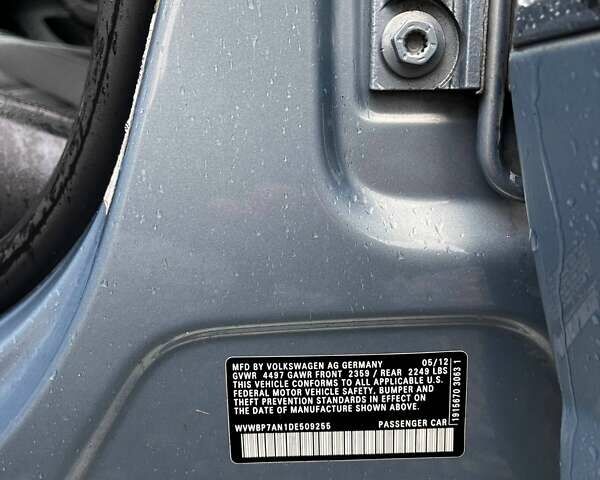 MFD BY VOLKSWAGEN AG GERMANY 05/12
GVWR 4497 GAWR FRONT 2359 / REAR 2249 LBS
THIS VEHICLE CONFORMS TO ALL APPLICABLE U.S.
FEDERAL MOTOR VEHICLE SAFETY, BUMPER AND
THEFT PREVENTION STANDARDS IN EFFECT ON
THE DATE OF MANUFACTURE SHOWN ABOVE.
WVWBP7AN1DE509255 PASSENGER CAR
1915670 3063 1